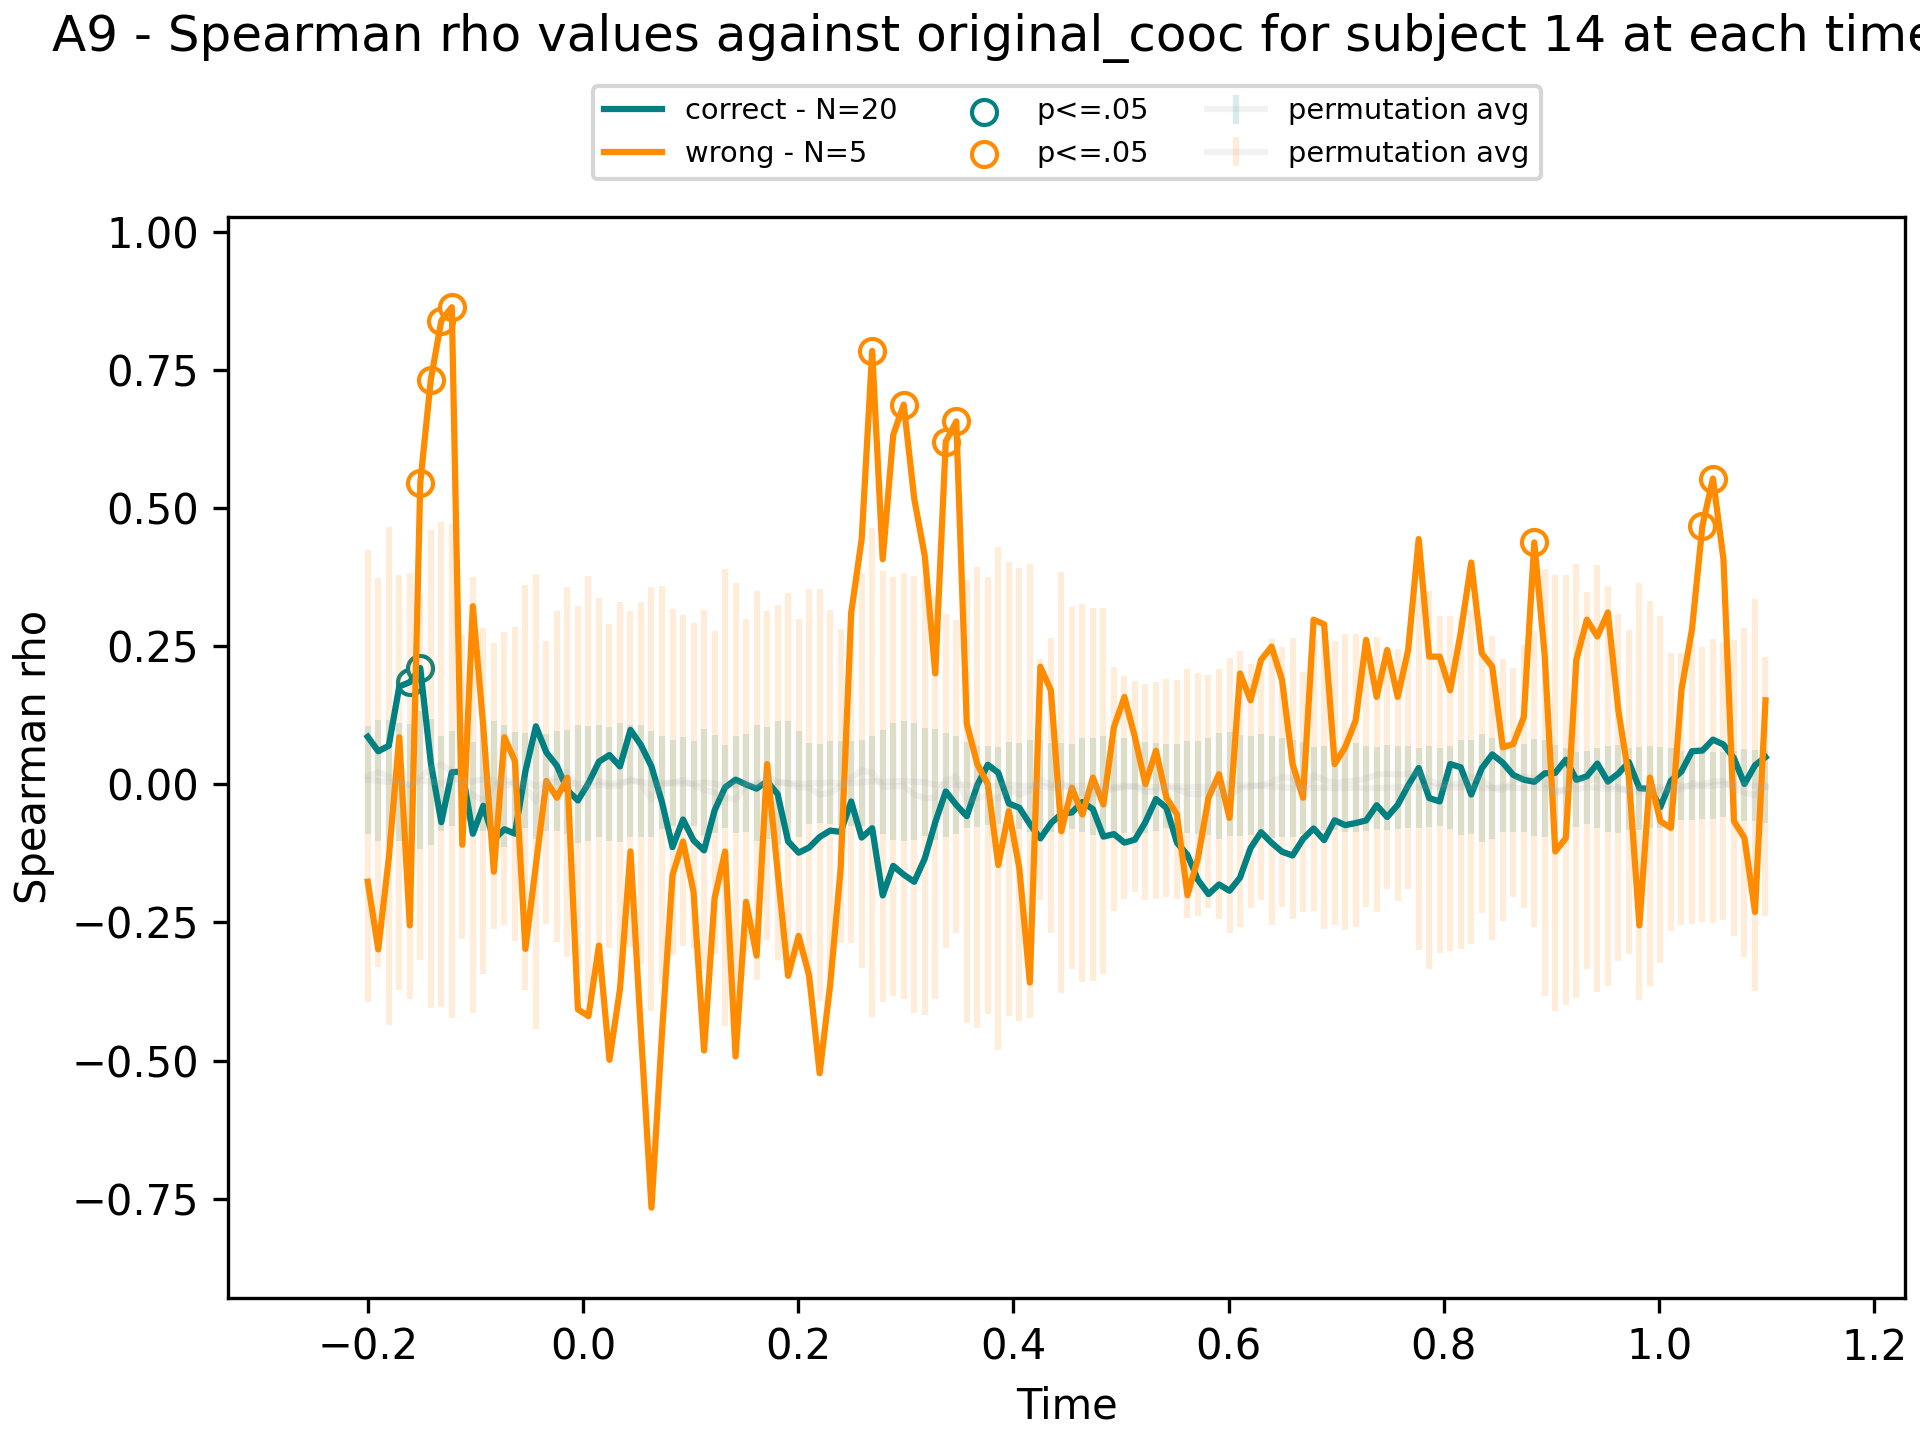 A9 - Spearman rho values against original_cooc for subject 14 at each time
correct - N=20 p<=.05 permutation avg
wrong - N=5 p<=.05 permutation avg
1.00
0.75
0.50
0.25
0.00
−0.25
−0.50
−0.75
Spearman rho
−0.2 0.0 0.2 0.4 0.6 0.8 1.0 1.2
Time